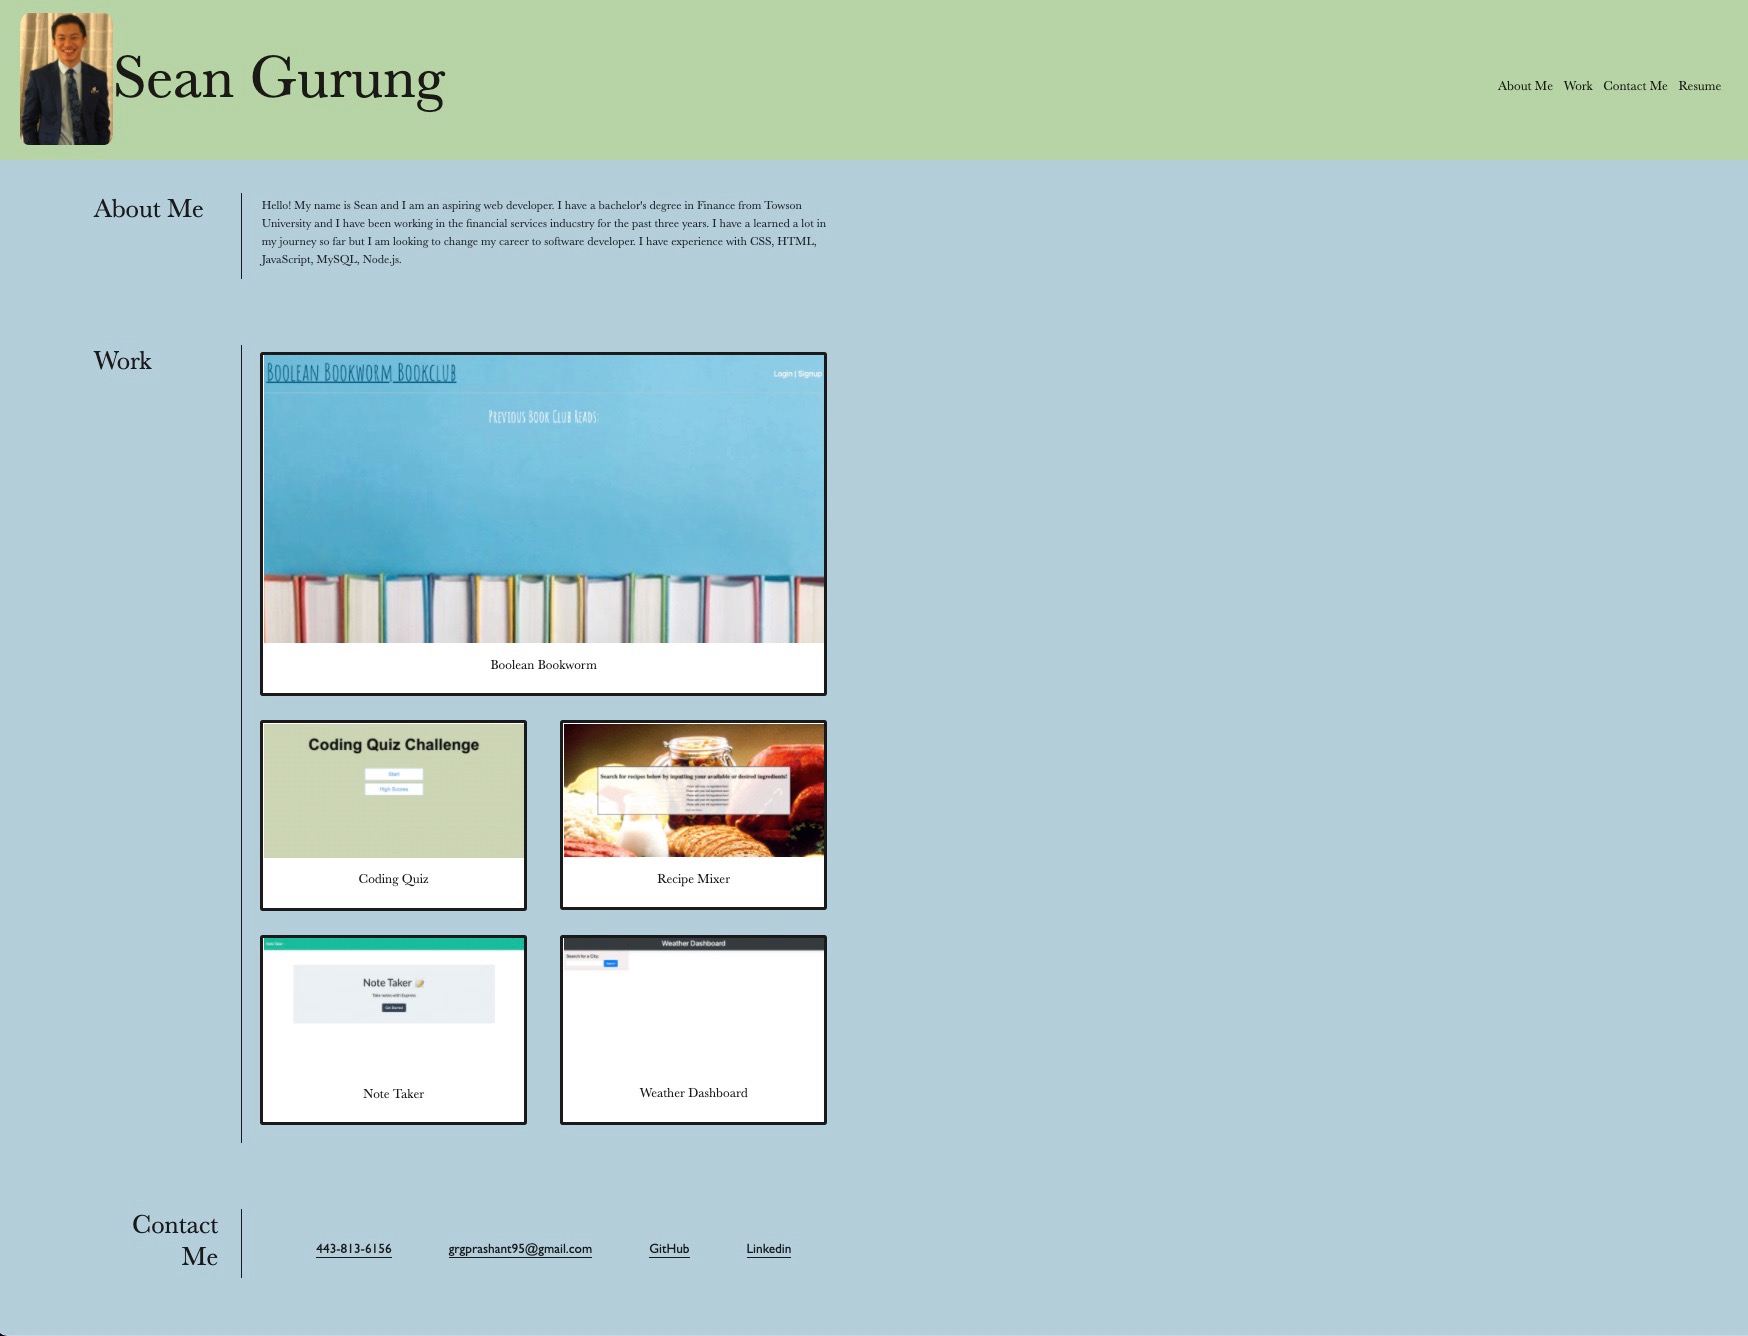 Sean Gurung
About Me Work Contact Me Resume
About Me
Hello! My name is Sean and I am an aspiring web developer. I have a bachelor's degree in Finance from Towson
University and I have been working in the financial services inducstry for the past three years. I have a learned a lot in
my journey so far but I am looking to change my career to software developer. I have experience with CSS, HTML,
JavaScript, MySQL, Node.js.
Work
Boolean Bookworm Bookclub
Login | Signup
Previous Book Club Reads:
Boolean Bookworm
Coding Quiz Challenge
Start
High Scores
Coding Quiz
Search for recipes below by inputting your available or desired ingredients!
Recipe Mixer
Note Taker
Note Taker
Take notes with Express
Get Started
Note Taker
Weather Dashboard
Search for a City:
Search
Weather Dashboard
Contact
Me
443-813-6156
grgprashant95@gmail.com
GitHub
Linkedin